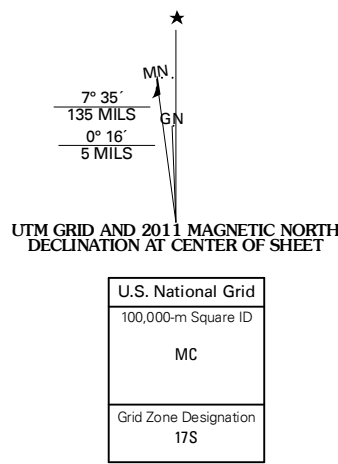 MN.
GN
7° 35´
135 MILS
0° 16´
5 MILS
UTM GRID AND 2011 MAGNETIC NORTH
DECLINATION AT CENTER OF SHEET
U.S. National Grid
100,000-m Square ID
MC
Grid Zone Designation
17S